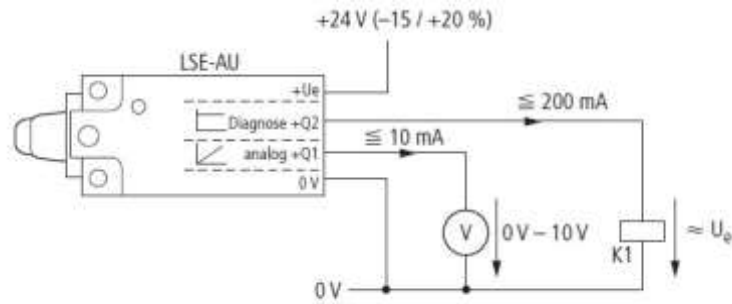 +24 V (–15 / +20 %)
LSE-AU
+Ue
≦ 200 mA
Diagnose +Q2
≦ 10 mA
analog +Q1
0 V
V
0 V – 10 V
≈ Ue
K1
0 V